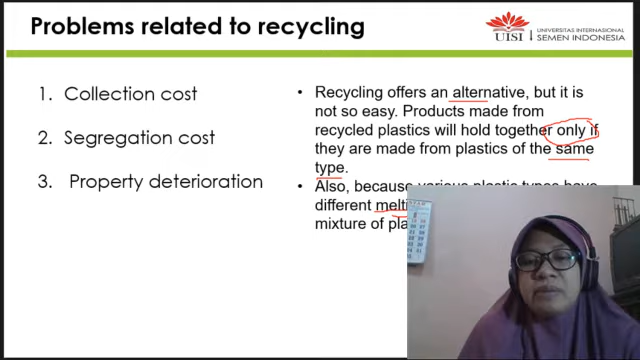 Problems related to recycling
UISI
UNIVERSITAS INTERNASIONAL
SEMEN INDONESIA
1. Collection cost
2. Segregation cost
3. Property deterioration
• Recycling offers an alternative, but it is
not so easy. Products made from
recycled plastics will hold together only if
they are made from plastics of the same
type.
• Also, because various plastic types have
different
mixture of